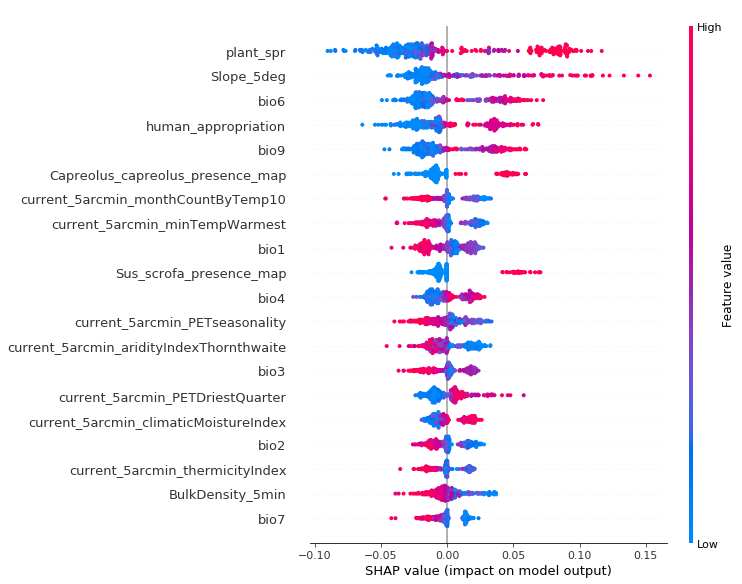 High
plant_spr
Slope_5deg
bio6
human_appropriation
bio9
Capreolus_capreolus_presence_map
current_5arcmin_monthCountByTemp10
current_5arcmin_minTempWarmest
bio1
Sus_scrofa_presence_map
bio4
current_5arcmin_PETseasonality
current_5arcmin_aridityIndexThornthwaite
bio3
current_5arcmin_PETDriestQuarter
current_5arcmin_climaticMoistureIndex
bio2
current_5arcmin_thermicityIndex
BulkDensity_5min
bio7
Low
Feature value
−0.10 −0.05 0.00 0.05 0.10 0.15
SHAP value (impact on model output)